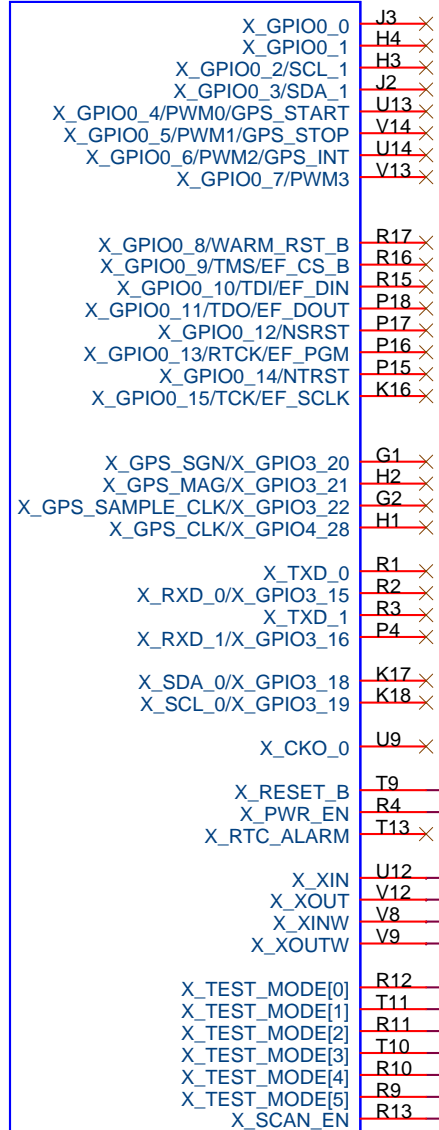 X_GPIO0_0 J3
X_GPIO0_1 H4
X_GPIO0_2/SCL_1 H3
X_GPIO0_3/SDA_1 J2
X_GPIO0_4/PWM0/GPS_START U13
X_GPIO0_5/PWM1/GPS_STOP V14
X_GPIO0_6/PWM2/GPS_INT U14
X_GPIO0_7/PWM3 V13
X_GPIO0_8/WARM_RST_B R17
X_GPIO0_9/TMS/EF_CS_B R16
X_GPIO0_10/TDI/EF_DIN R15
X_GPIO0_11/TDO/EF_DOUT P18
X_GPIO0_12/NSRST P17
X_GPIO0_13/RTCK/EF_PGM P16
X_GPIO0_14/NTRST P15
X_GPIO0_15/TCK/EF_SCLK K16
X_GPS_SGN/X_GPIO3_20 G1
X_GPS_MAG/X_GPIO3_21 H2
X_GPS_SAMPLE_CLK/X_GPIO3_22 G2
X_GPS_CLK/X_GPIO4_28 H1
X_TXD_0 R1
X_RXD_0/X_GPIO3_15 R2
X_TXD_1 R3
X_RXD_1/X_GPIO3_16 P4
X_SDA_0/X_GPIO3_18 K17
X_SCL_0/X_GPIO3_19 K18
X_CKO_0 U9
X_RESET_B T9
X_PWR_EN R4
X_RTC_ALARM T13
X_XIN U12
X_XOUT V12
X_XINW V8
X_XOUTW V9
X_TEST_MODE[0] R12
X_TEST_MODE[1] T11
X_TEST_MODE[2] R11
X_TEST_MODE[3] T10
X_TEST_MODE[4] R10
X_TEST_MODE[5] R9
X_SCAN_EN R13